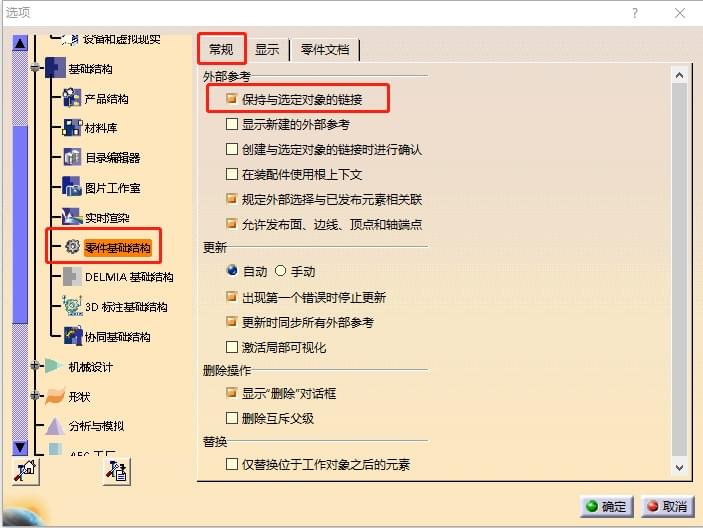 选项
?
设备和虚拟现实
基础结构
产品结构
材料库
目录编辑器
图片工作室
实时渲染
零件基础结构
DELMIA 基础结构
3D 标注基础结构
协同基础结构
机械设计
形状
分析与模拟
AEC 工厂
常规 显示 零件文档
外部参考
保持与选定对象的链接
显示新建的外部参考
创建与选定对象的链接时进行确认
在装配件使用根上下文
规定外部选择与已发布元素相关联
允许发布面、边线、顶点和轴端点
更新
自动 手动
出现第一个错误时停止更新
更新时同步所有外部参考
激活局部可视化
删除操作
显示“删除”对话框
删除互斥父级
替换
仅替换位于工作对象之后的元素
确定 取消